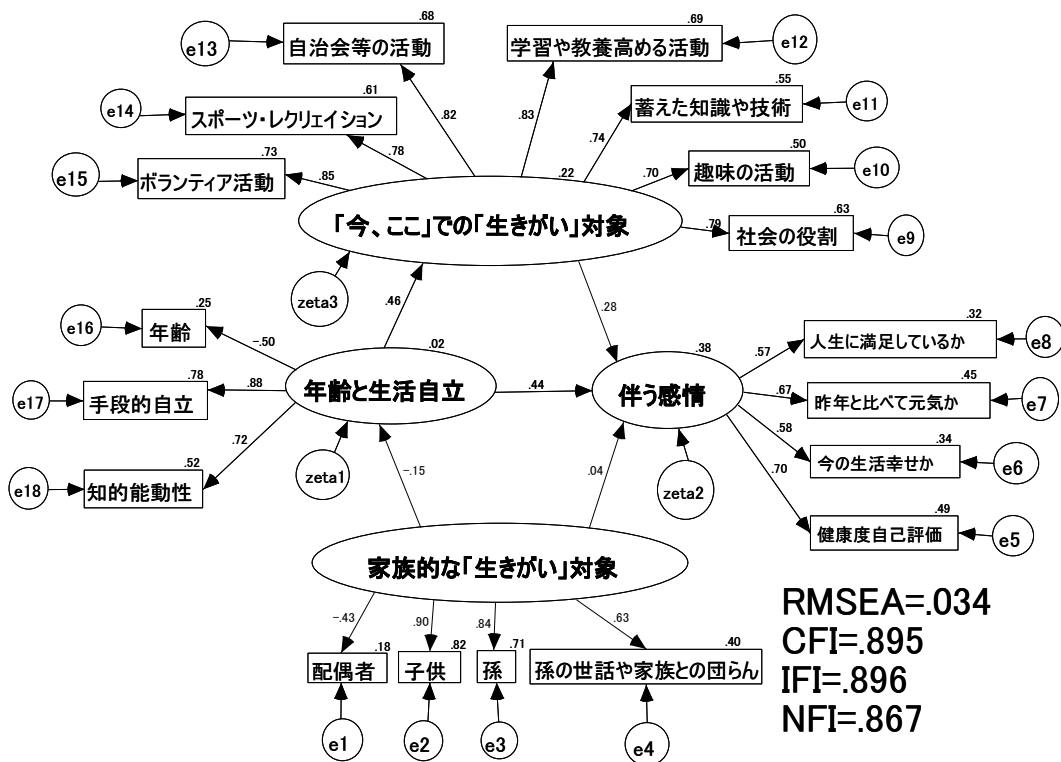 .68
e13
自治会等の活動
.69
学習や教養高める活動
e12
.61
e14
スポーツ・レクリェイション
.82
.83
.55
蓄えた知識や技術
e11
.73
e15
ボランティア活動
.78
.74
.50
趣味の活動
e10
.85
.22
.70
「今、ここ」での「生きがい」対象
.79
.63
社会の役割
e9
zeta3
.46
.28
.25
e16
年齢
-.50
.02
.38
.32
人生に満足しているか
e8
.57
.78
e17
手段的自立
.88
年齢と生活自立
.44
伴う感情
.67
.45
昨年と比べて元気か
e7
.72
.58
.34
今の生活幸せか
e6
.52
e18
知的能動性
zeta1
-.15
.04
zeta2
.70
.49
健康度自己評価
e5
家族的な「生きがい」対象
-.43
.90
.84
.63
.18
配偶者
.82
子供
.71
孫
.40
孫の世話や家族との団らん
e1
e2
e3
e4
RMSEA=.034
CFI=.895
IFI=.896
NFI=.867